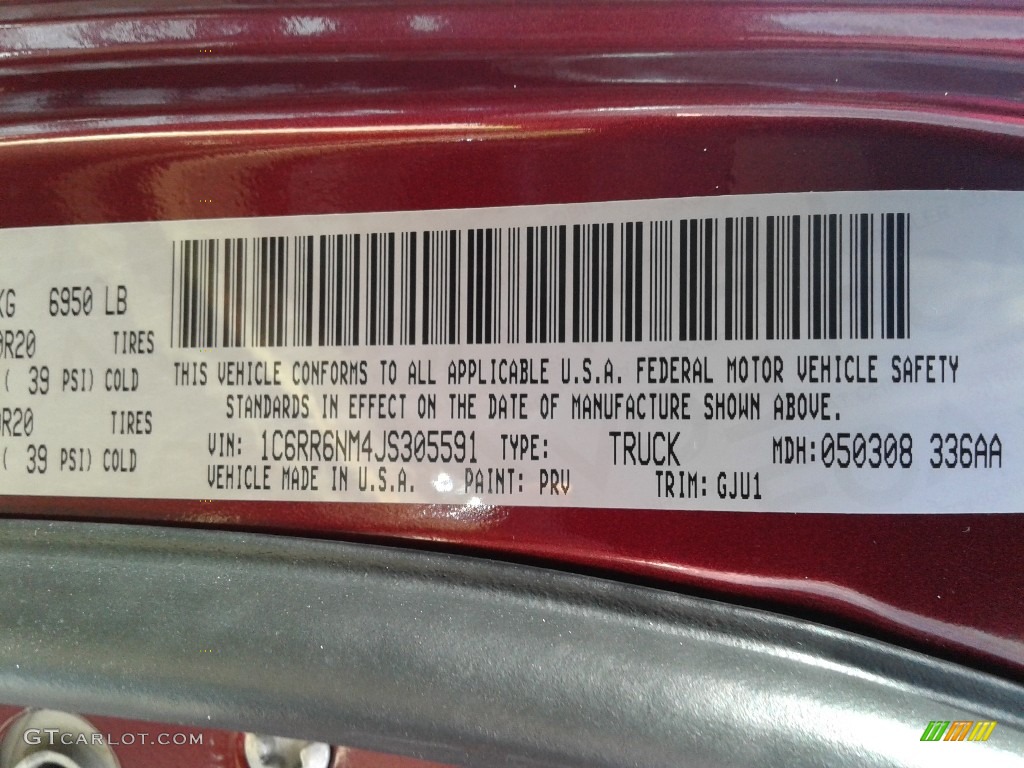 KG 6950 LB
0R20 TIRES
( 39 PSI) COLD
0R20 TIRES
( 39 PSI) COLD
THIS VEHICLE CONFORMS TO ALL APPLICABLE U.S.A. FEDERAL MOTOR VEHICLE SAFETY
STANDARDS IN EFFECT ON THE DATE OF MANUFACTURE SHOWN ABOVE.
VIN: 1C6RR6NM4JS305591 TYPE: TRUCK MDH: 050308 336AA
VEHICLE MADE IN U.S.A. PAINT: PRV TRIM: GJU1
GTCARLOT.COM